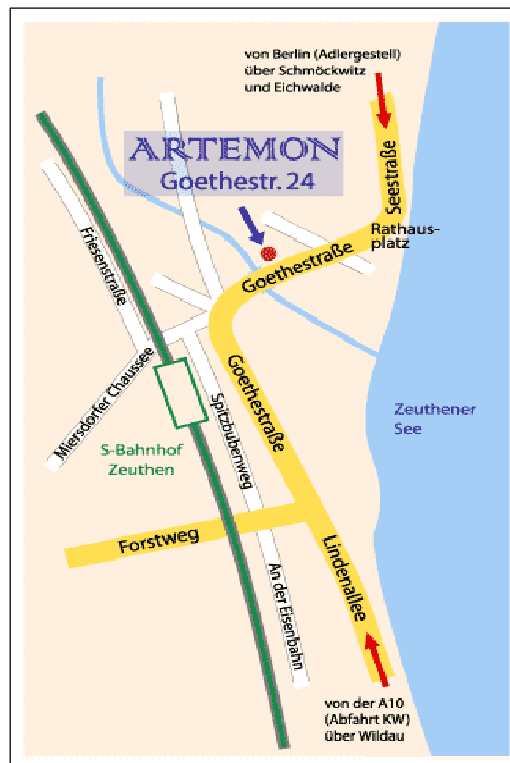 von Berlin (Adlergestell)
über Schmöckwitz
und Eichwalde
ARTEMON
Goethestr. 24
Seestraße
Rathaus-
platz
Friesenstraße
Goethestraße
Miersdorfer Chaussee
Goethestraße
Spitzbubenweg
Zeuthener
See
S-Bahnhof
Zeuthen
Forstweg
Lindenallee
An der Eisenbahn
von der A10
(Abfahrt KW)
über Wildau